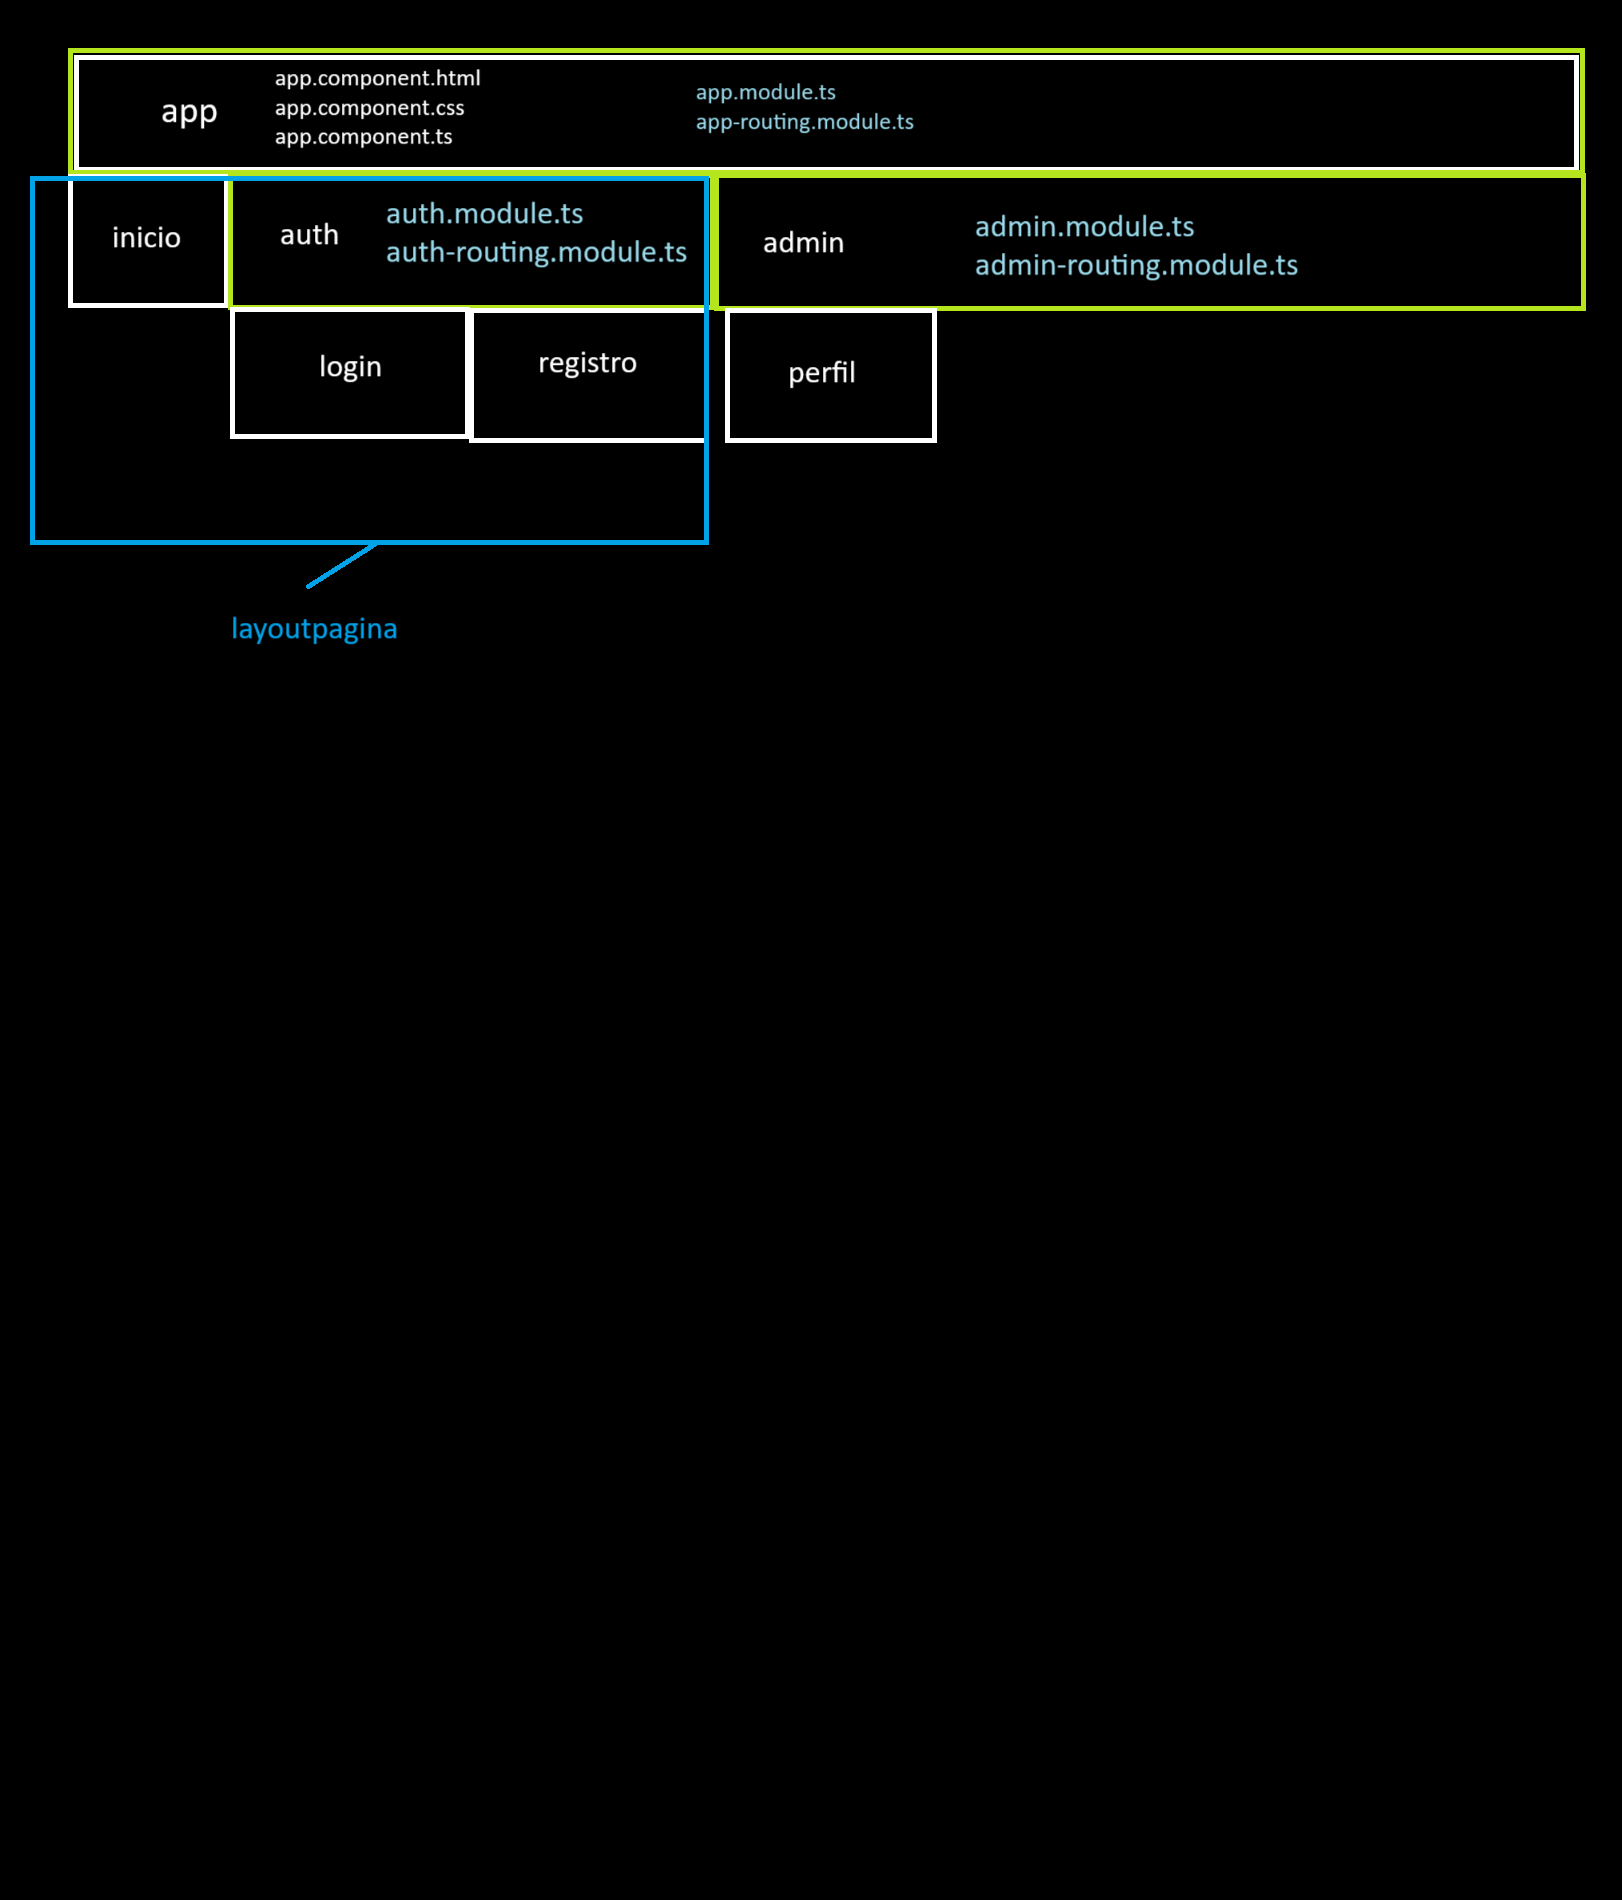 app
app.component.html
app.component.css
app.component.ts
app.module.ts
app-routing.module.ts
inicio
auth
auth.module.ts
auth-routing.module.ts
admin
admin.module.ts
admin-routing.module.ts
login
registro
perfil
layoutpagina